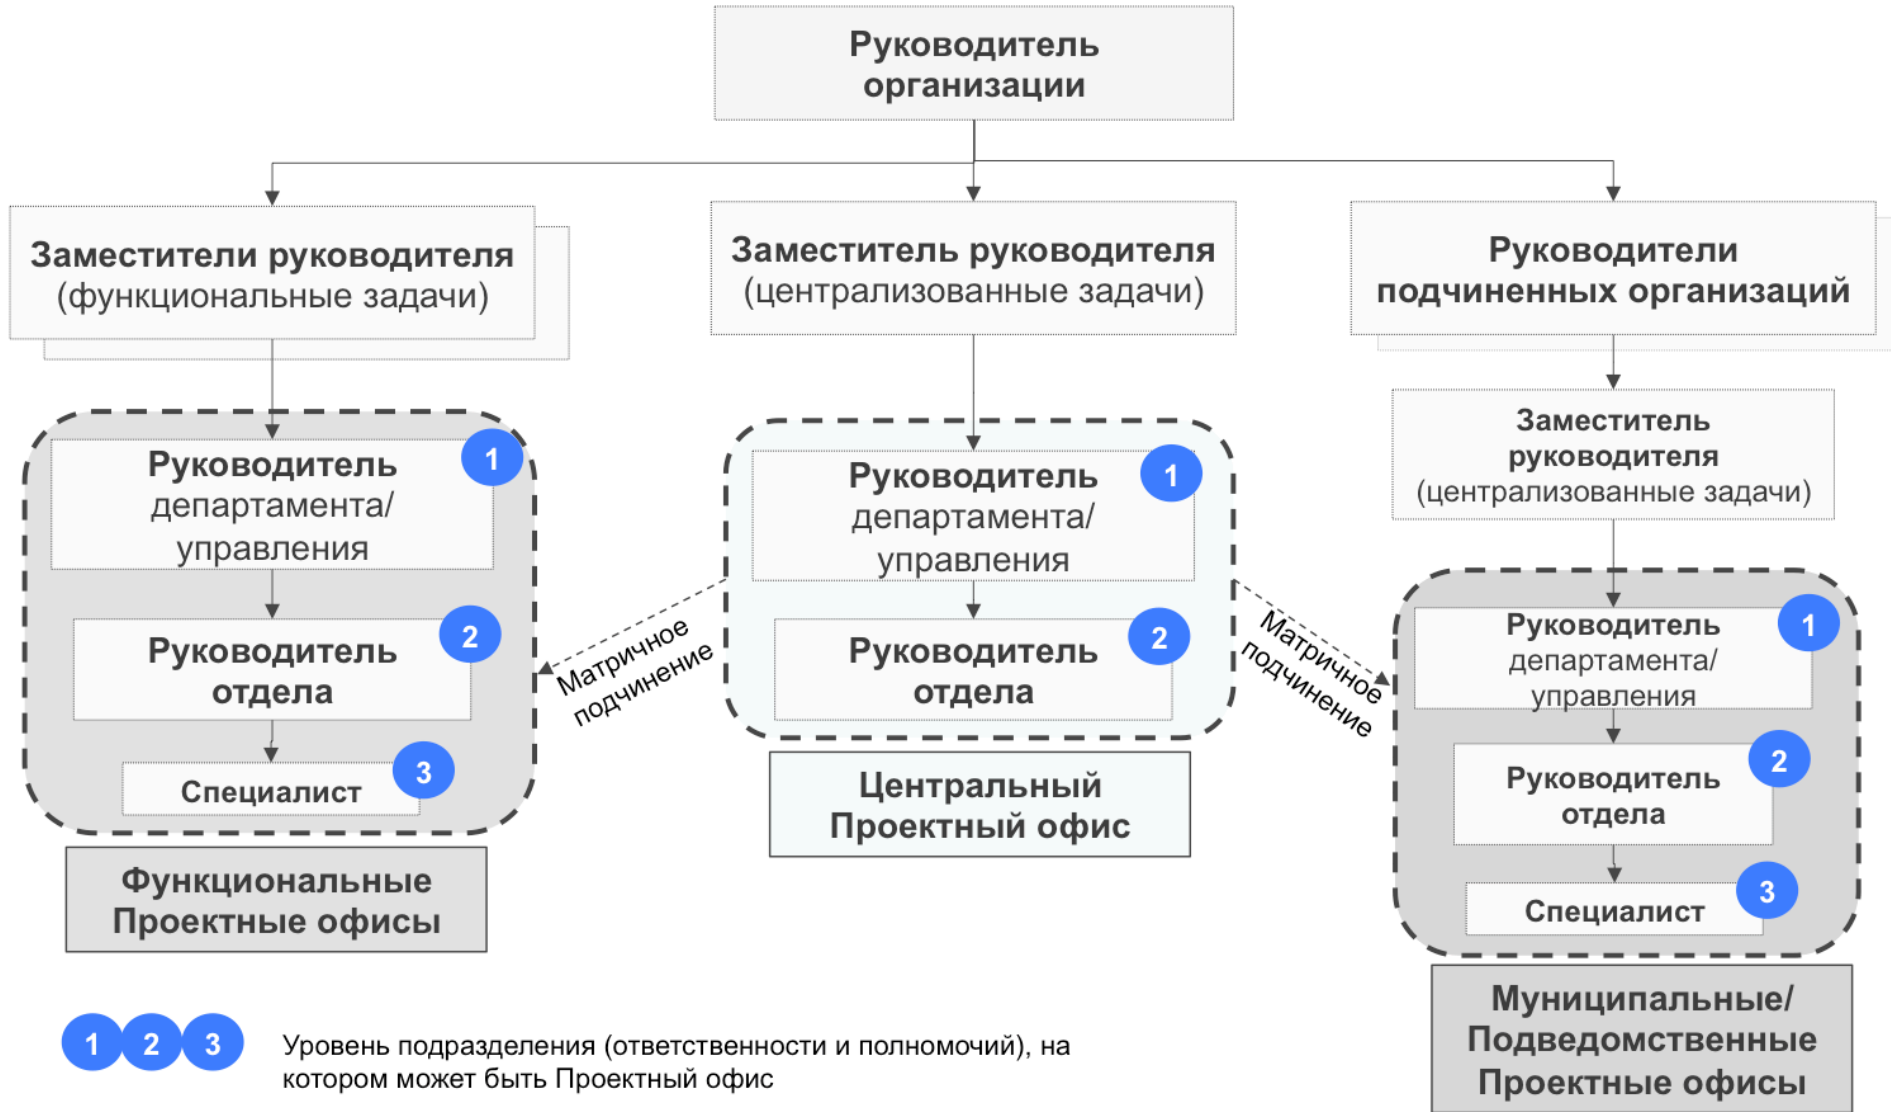 Руководитель
организации
Заместители руководителя
(функциональные задачи)
Заместитель руководителя
(централизованные задачи)
Руководители
подчиненных организаций
Заместитель
руководителя
(централизованные задачи)
1
Руководитель
департамента/
управления
2
Руководитель
отдела
3
Специалист
Функциональные
Проектные офисы
Матричное
подчинение
1
Руководитель
департамента/
управления
2
Руководитель
отдела
Центральный
Проектный офис
Матричное
подчинение
1
Руководитель
департамента/
управления
2
Руководитель
отдела
3
Специалист
Муниципальные/
Подведомственные
Проектные офисы
1 2 3
Уровень подразделения (ответственности и полномочий), на
котором может быть Проектный офис